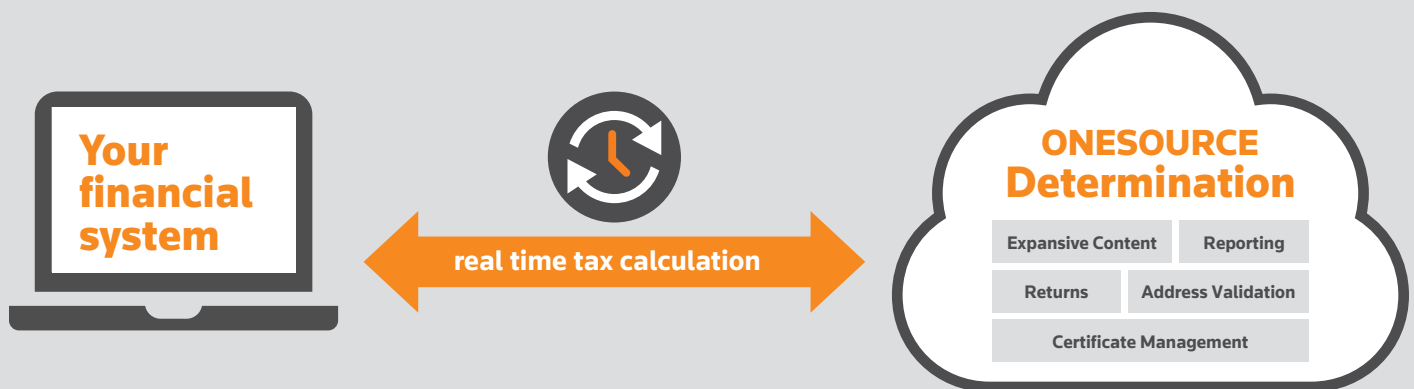 Your
financial
system
real time tax calculation
ONESOURCE
Determination
Expansive Content
Reporting
Returns
Address Validation
Certificate Management